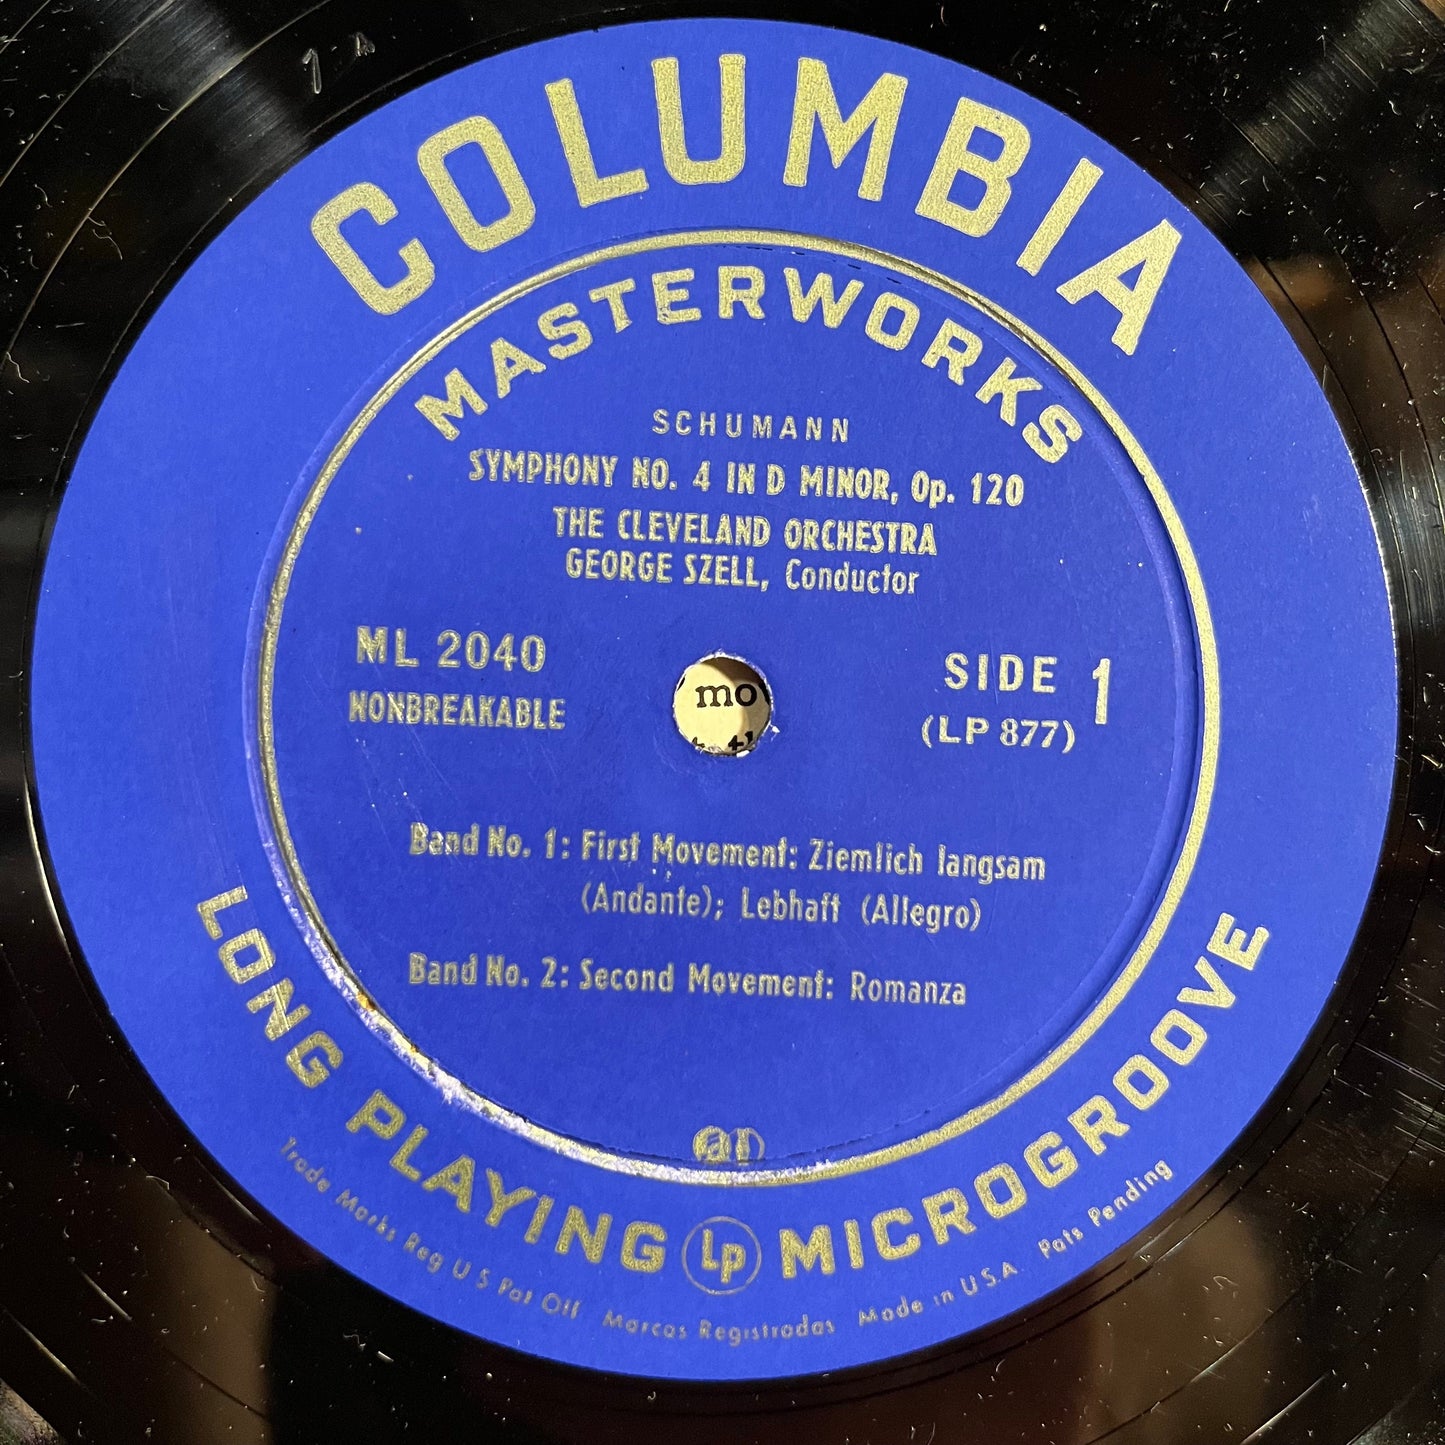 COLUMBIA
MASTERWORKS
SCHUMANN
SYMPHONY NO. 4 IN D MINOR, Op. 120
THE CLEVELAND ORCHESTRA
GEORGE SZELL, Conductor
ML 2040
NONBREAKABLE
SIDE 1
(LP 877)
mo
Band No. 1: First Movement: Ziemlich langsam
(Andante); Lebhaft (Allegro)
Band No. 2: Second Movement: Romanza
LONG PLAYING Lp MICROGROOVE
Trade Marks Reg U S Pat Off Marcas Registradas Made in U.S.A. Pats Pending